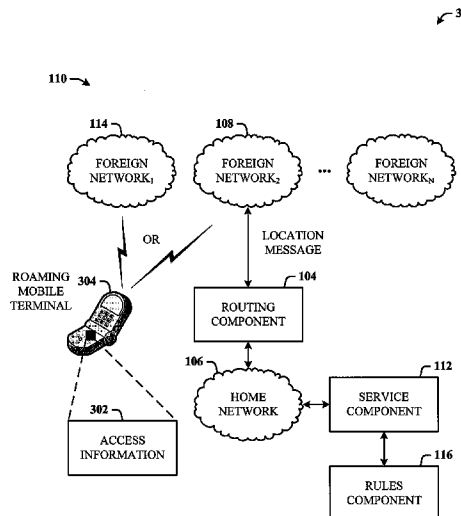 3
110
114
108
FOREIGN NETWORK1
FOREIGN NETWORK2
...
FOREIGN NETWORKN
OR
LOCATION MESSAGE
ROAMING MOBILE TERMINAL
304
104
ROUTING COMPONENT
106
HOME NETWORK
112
SERVICE COMPONENT
302
ACCESS INFORMATION
116
RULES COMPONENT